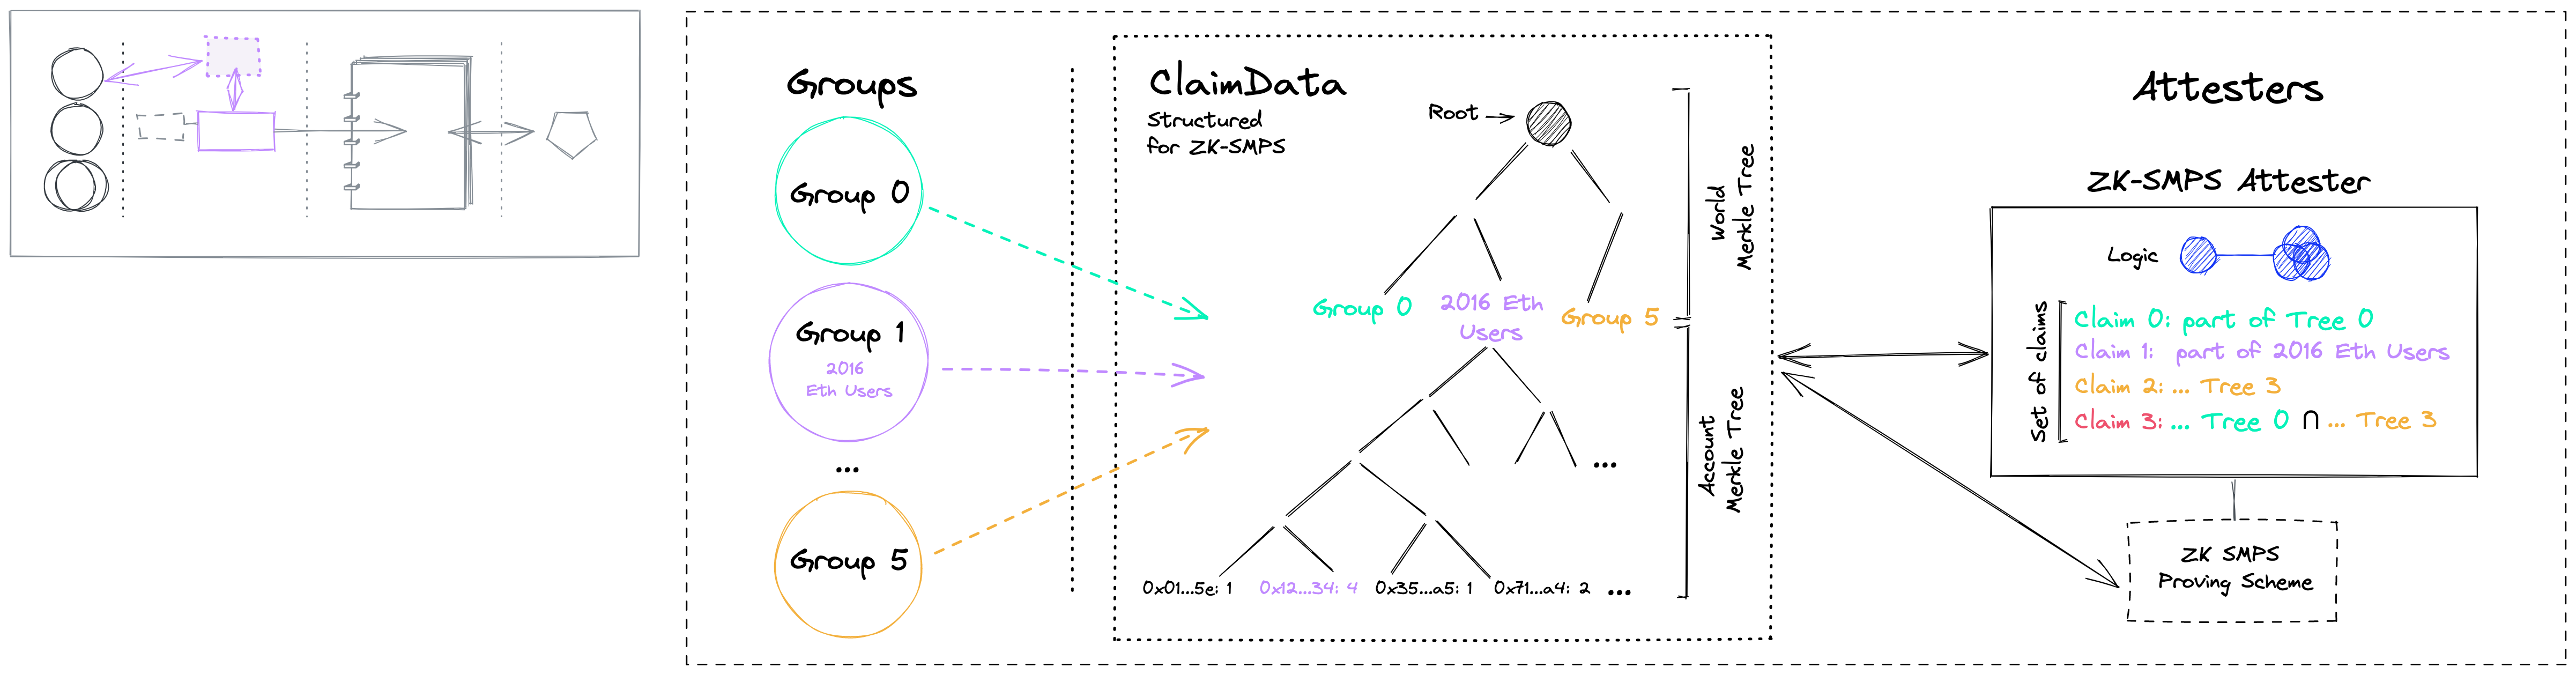 Groups
Group 0
Group 1
2016
Eth Users
...
Group 5
ClaimData
Structured
for ZK-SMPS
Root
Group 0
2016 Eth
Users
Group 5
...
0x01...5e: 1
0x12...34: 4
0x35...a5: 1
0x71...a4: 2
...
World
Merkle Tree
Account
Merkle Tree
Attesters
ZK-SMPS Attester
Logic
Set of claims
Claim 0: part of Tree 0
Claim 1: part of 2016 Eth Users
Claim 2: ... Tree 3
Claim 3: ... Tree 0 ∩ ... Tree 3
ZK SMPS
Proving Scheme